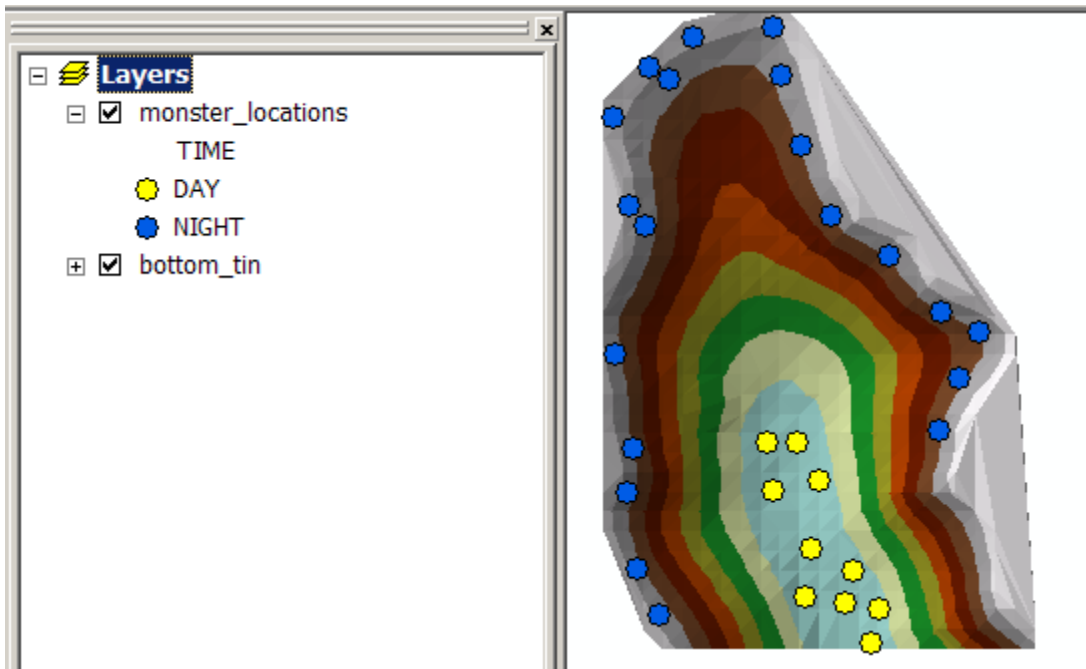 Layers
monster_locations
TIME
DAY
NIGHT
bottom_tin